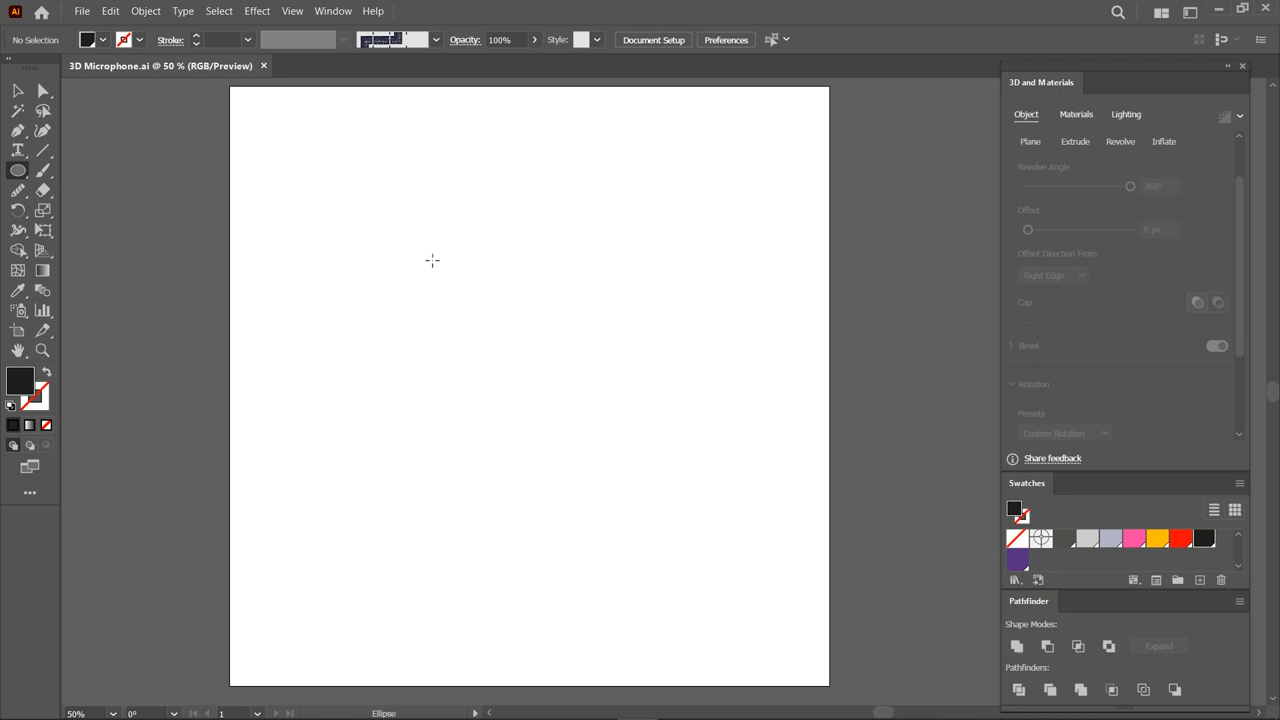 Ai File Edit Object Type Select Effect View Window Help
No Selection Stroke: Opacity: 100% Style: Document Setup Preferences
3D Microphone.ai @ 50 % (RGB/Preview)
3D and Materials
Object Materials Lighting
Plane Extrude Revolve Inflate
Revolve Angle
360°
Offset
0 px
Offset Direction From
Right Edge
Cap
Bevel
Rotation
Presets
Custom Rotation
Share feedback
Swatches
Pathfinder
Shape Modes:
Expand
Pathfinders:
50% 0° 1 Ellipse